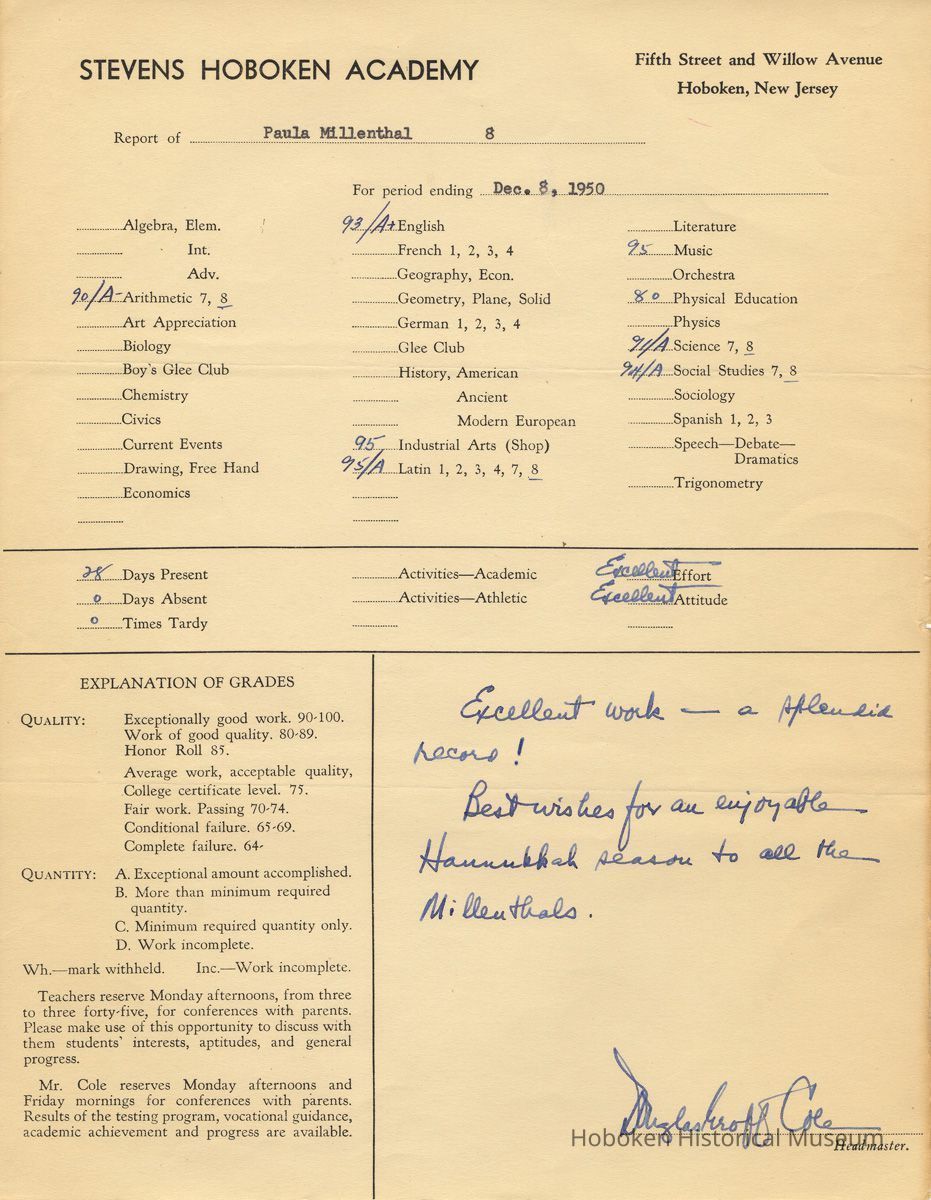 STEVENS HOBOKEN ACADEMY
Fifth Street and Willow Avenue
Hoboken, New Jersey
Report of Paula Millenthal 8
For period ending Dec. 8, 1950
Algebra, Elem.
Int.
Adv.
90/A- Arithmetic 7, 8
Art Appreciation
Biology
Boy's Glee Club
Chemistry
Civics
Current Events
Drawing, Free Hand
Economics
93/A+ English
French 1, 2, 3, 4
Geography, Econ.
Geometry, Plane, Solid
German 1, 2, 3, 4
Glee Club
History, American
Ancient
Modern European
95 Industrial Arts (Shop)
95/A Latin 1, 2, 3, 4, 7, 8
Literature
95 Music
Orchestra
80 Physical Education
Physics
91/A Science 7, 8
94/A Social Studies 7, 8
Sociology
Spanish 1, 2, 3
Speech—Debate—
Dramatics
Trigonometry
28 Days Present
0 Days Absent
0 Times Tardy
Activities—Academic
Activities—Athletic
Excellent Effort
Excellent Attitude
EXPLANATION OF GRADES
QUALITY: Exceptionally good work. 90-100.
Work of good quality. 80-89.
Honor Roll 85.
Average work, acceptable quality,
College certificate level. 75.
Fair work. Passing 70-74.
Conditional failure. 65-69.
Complete failure. 64-
QUANTITY: A. Exceptional amount accomplished.
B. More than minimum required
quantity.
C. Minimum required quantity only.
D. Work incomplete.
Wh.—mark withheld. Inc.—Work incomplete.
Teachers reserve Monday afternoons, from three
to three forty-five, for conferences with parents.
Please make use of this opportunity to discuss with
them students' interests, aptitudes, and general
progress.
Mr. Cole reserves Monday afternoons and
Friday mornings for conferences with parents.
Results of the testing program, vocational guidance,
academic achievement and progress are available.
Excellent work — a splendid
record!
Best wishes for an enjoyable
Hannukkah season to all the
Millenthals.
Douglas Groff Cole
Hoboken Historical Museum
Headmaster.